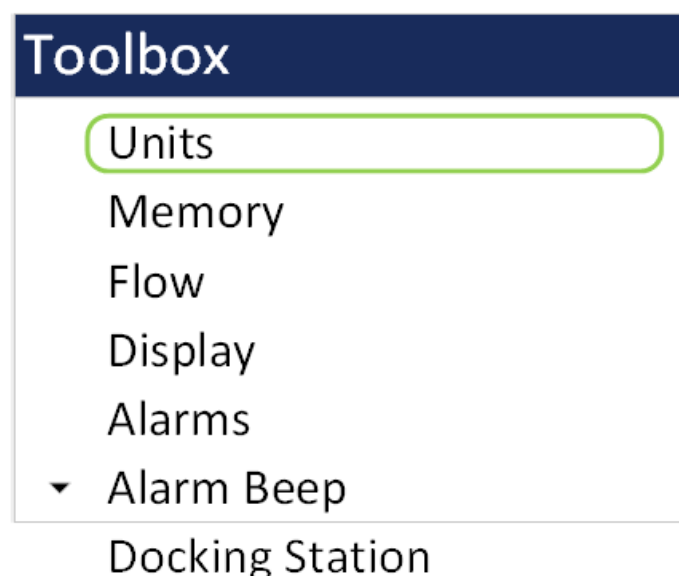 Toolbox
Units
Memory
Flow
Display
Alarms
Alarm Beep
Docking Station